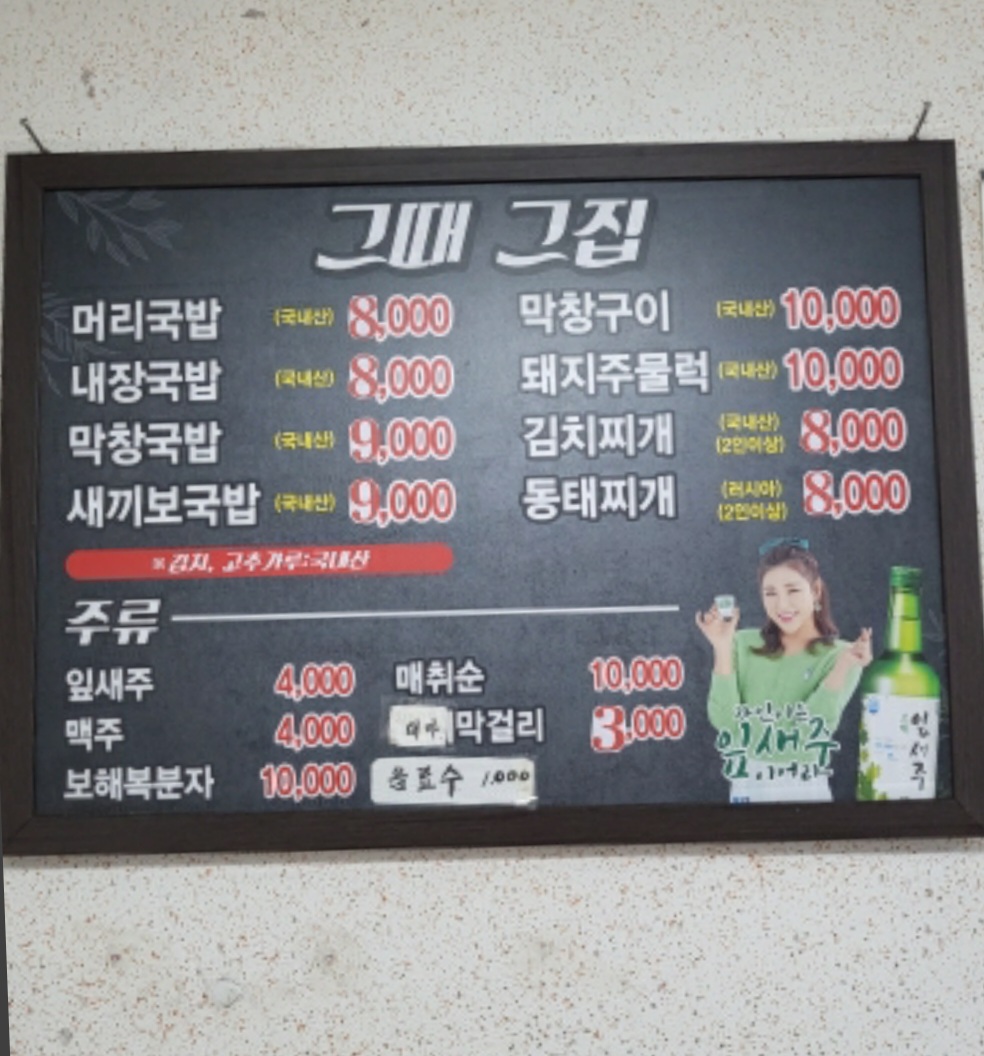 그때 그집
머리국밥 (국내산) 8,000
내장국밥 (국내산) 8,000
막창국밥 (국내산) 9,000
새끼보국밥 (국내산) 9,000
막창구이 (국내산) 10,000
돼지주물럭 (국내산) 10,000
김치찌개 (국내산) (2인이상) 8,000
동태찌개 (러시아) (2인이상) 8,000
※김치, 고추가루:국내산
주류
잎새주 4,000
맥주 4,000
보해복분자 10,000
매취순 10,000
막걸리 3,000
음료수 1,000
잎새주
잎새주